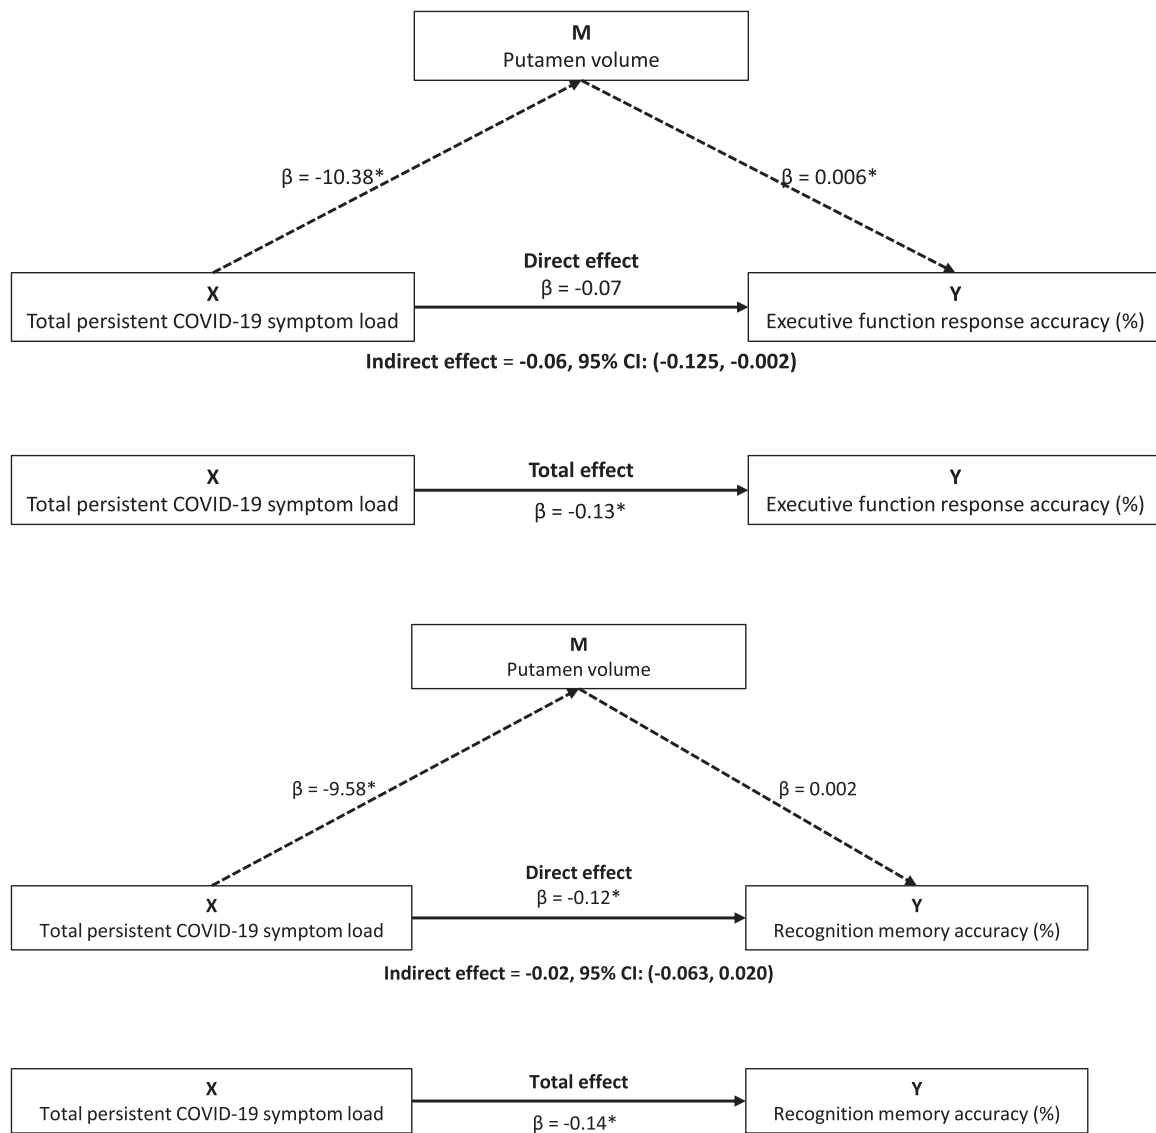 M
Putamen volume
β = -10.38*
β = 0.006*
Direct effect
β = -0.07
X
Total persistent COVID-19 symptom load
Y
Executive function response accuracy (%)
Indirect effect = -0.06, 95% CI: (-0.125, -0.002)
X
Total persistent COVID-19 symptom load
Total effect
β = -0.13*
Y
Executive function response accuracy (%)
M
Putamen volume
β = -9.58*
β = 0.002
Direct effect
β = -0.12*
X
Total persistent COVID-19 symptom load
Y
Recognition memory accuracy (%)
Indirect effect = -0.02, 95% CI: (-0.063, 0.020)
X
Total persistent COVID-19 symptom load
Total effect
β = -0.14*
Y
Recognition memory accuracy (%)